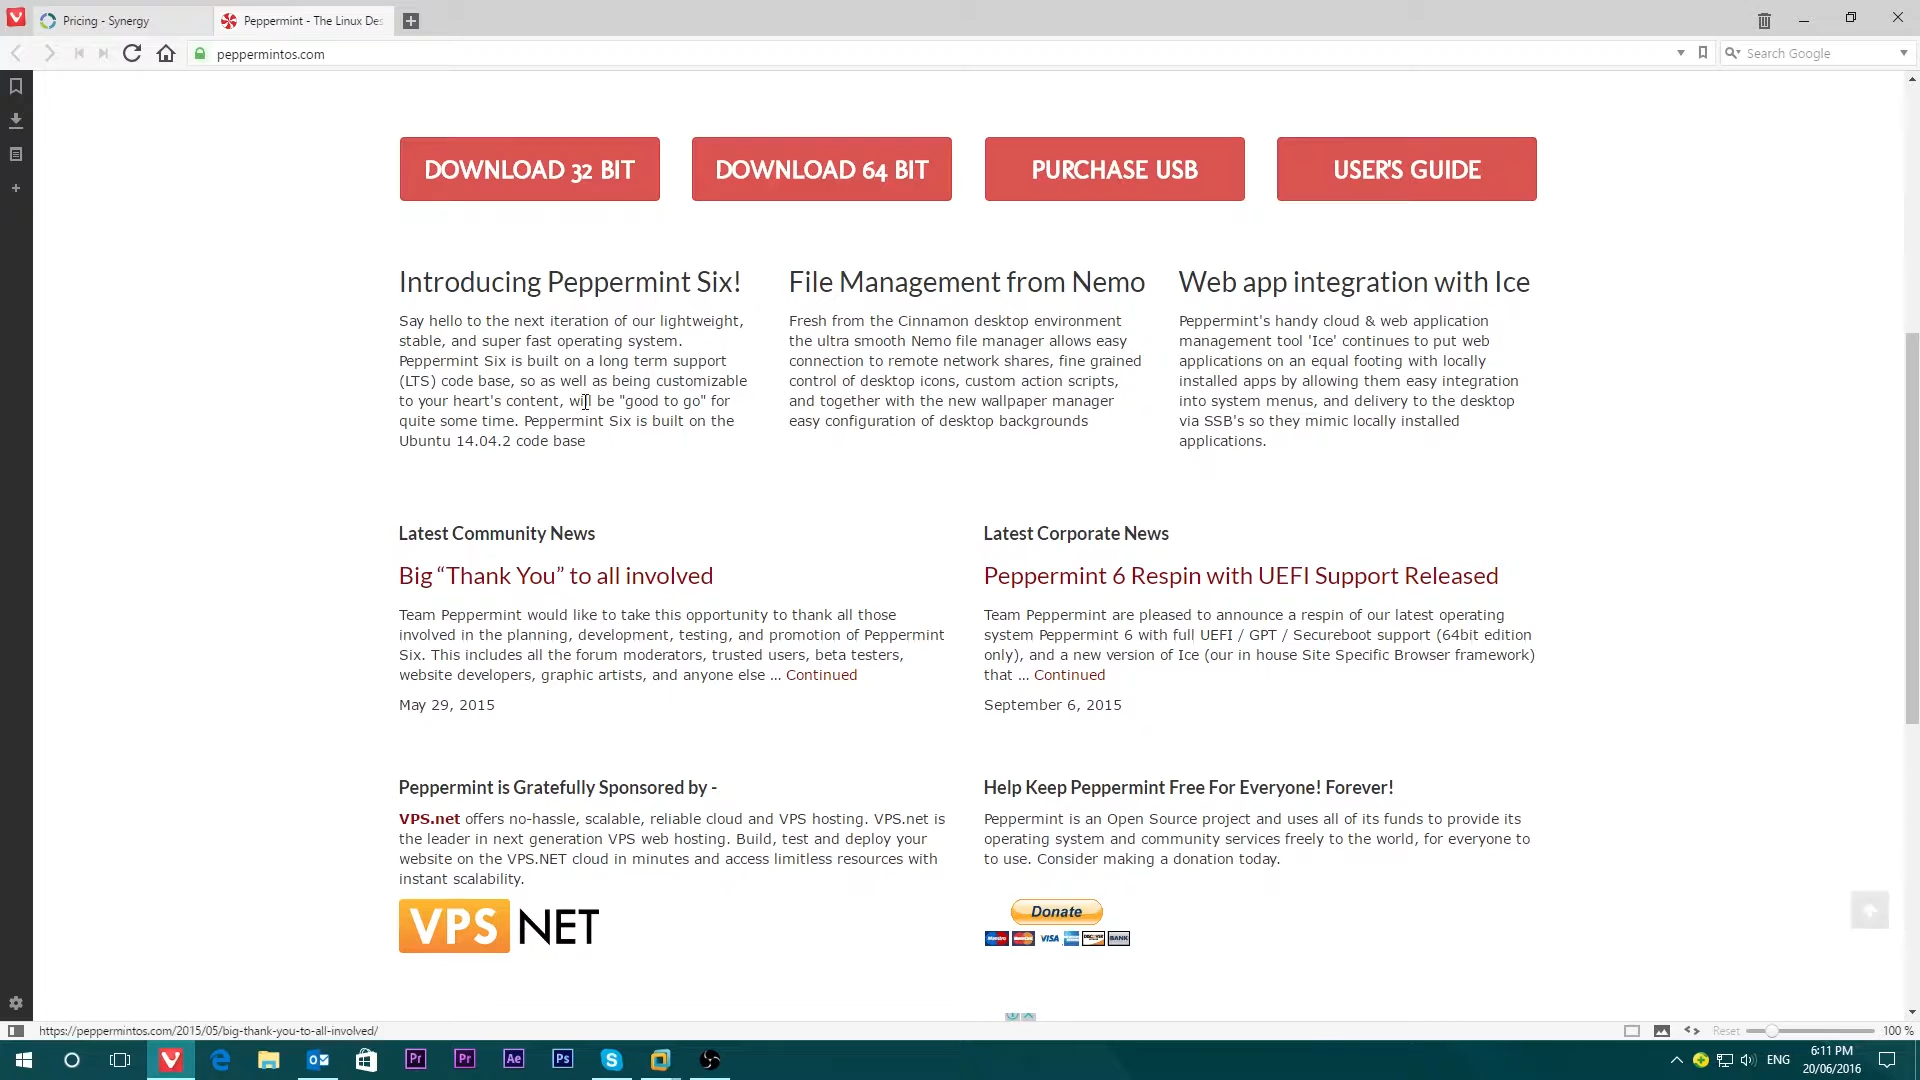 Pricing - Synergy
Peppermint - The Linux Des
peppermintos.com
Search Google
DOWNLOAD 32 BIT
DOWNLOAD 64 BIT
PURCHASE USB
USER'S GUIDE
Introducing Peppermint Six!
Say hello to the next iteration of our lightweight,
stable, and super fast operating system.
Peppermint Six is built on a long term support
(LTS) code base, so as well as being customizable
to your heart's content, will be "good to go" for
quite some time. Peppermint Six is built on the
Ubuntu 14.04.2 code base
File Management from Nemo
Fresh from the Cinnamon desktop environment
the ultra smooth Nemo file manager allows easy
connection to remote network shares, fine grained
control of desktop icons, custom action scripts,
and together with the new wallpaper manager
easy configuration of desktop backgrounds
Web app integration with Ice
Peppermint's handy cloud & web application
management tool 'Ice' continues to put web
applications on an equal footing with locally
installed apps by allowing them easy integration
into system menus, and delivery to the desktop
via SSB's so they mimic locally installed
applications.
Latest Community News
Big “Thank You” to all involved
Team Peppermint would like to take this opportunity to thank all those
involved in the planning, development, testing, and promotion of Peppermint
Six. This includes all the forum moderators, trusted users, beta testers,
website developers, graphic artists, and anyone else ... Continued
May 29, 2015
Latest Corporate News
Peppermint 6 Respin with UEFI Support Released
Team Peppermint are pleased to announce a respin of our latest operating
system Peppermint 6 with full UEFI / GPT / Secureboot support (64bit edition
only), and a new version of Ice (our in house Site Specific Browser framework)
that ... Continued
September 6, 2015
Peppermint is Gratefully Sponsored by -
VPS.net offers no-hassle, scalable, reliable cloud and VPS hosting. VPS.net is
the leader in next generation VPS web hosting. Build, test and deploy your
website on the VPS.NET cloud in minutes and access limitless resources with
instant scalability.
VPS NET
Help Keep Peppermint Free For Everyone! Forever!
Peppermint is an Open Source project and uses all of its funds to provide its
operating system and community services freely to the world, for everyone to
to use. Consider making a donation today.
Donate
VISA
BANK
https://peppermintos.com/2015/05/big-thank-you-to-all-involved/
Reset
100 %
Pr
Pr
Ae
Ps
ENG
6:11 PM
20/06/2016